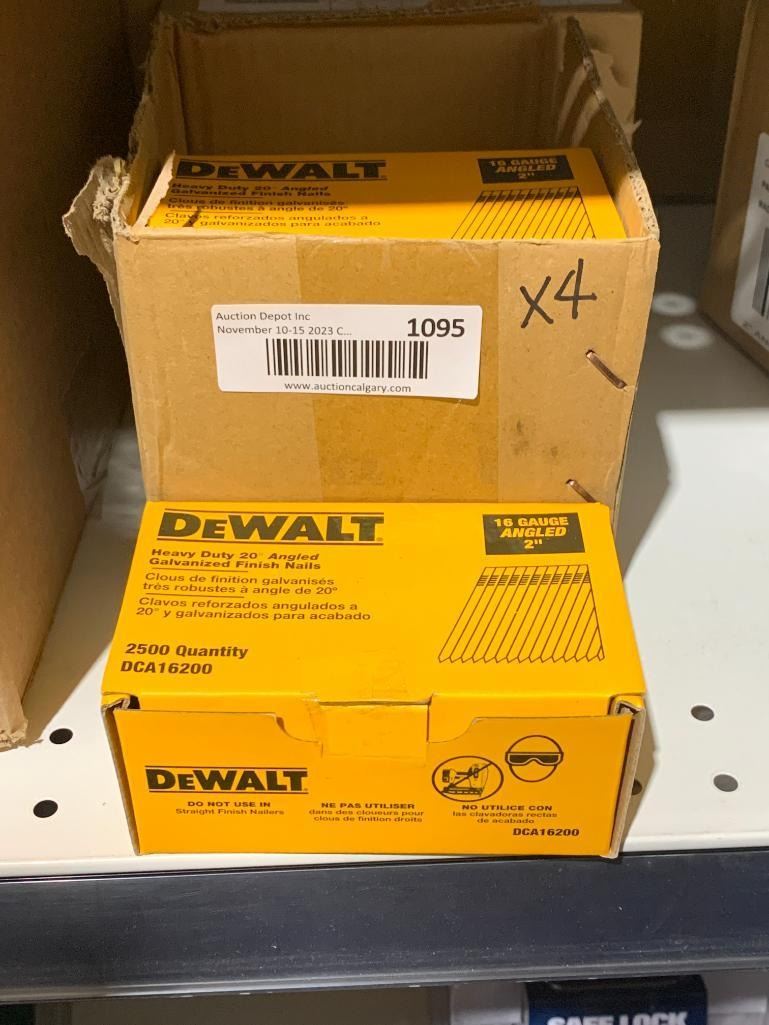 DEWALT
16 GAUGE
ANGLED
2"
Heavy Duty 20° Angled
Galvanized Finish Nails
Clous de finition galvanisés
très robustes à angle de 20°
Clavos reforzados angulados a
20° y galvanizados para acabado
X4
Auction Depot Inc
November 10-15 2023 C...
1095
www.auctioncalgary.com
DEWALT
16 GAUGE
ANGLED
2"
Heavy Duty 20° Angled
Galvanized Finish Nails
Clous de finition galvanisés
très robustes à angle de 20°
Clavos reforzados angulados a
20° y galvanizados para acabado
2500 Quantity
DCA16200
DEWALT
DO NOT USE IN
Straight Finish Nailers
NE PAS UTILISER
dans des cloueurs pour
clous de finition droits
NO UTILICE CON
las clavadoras rectas
de acabado
DCA16200
SAFE LOCK